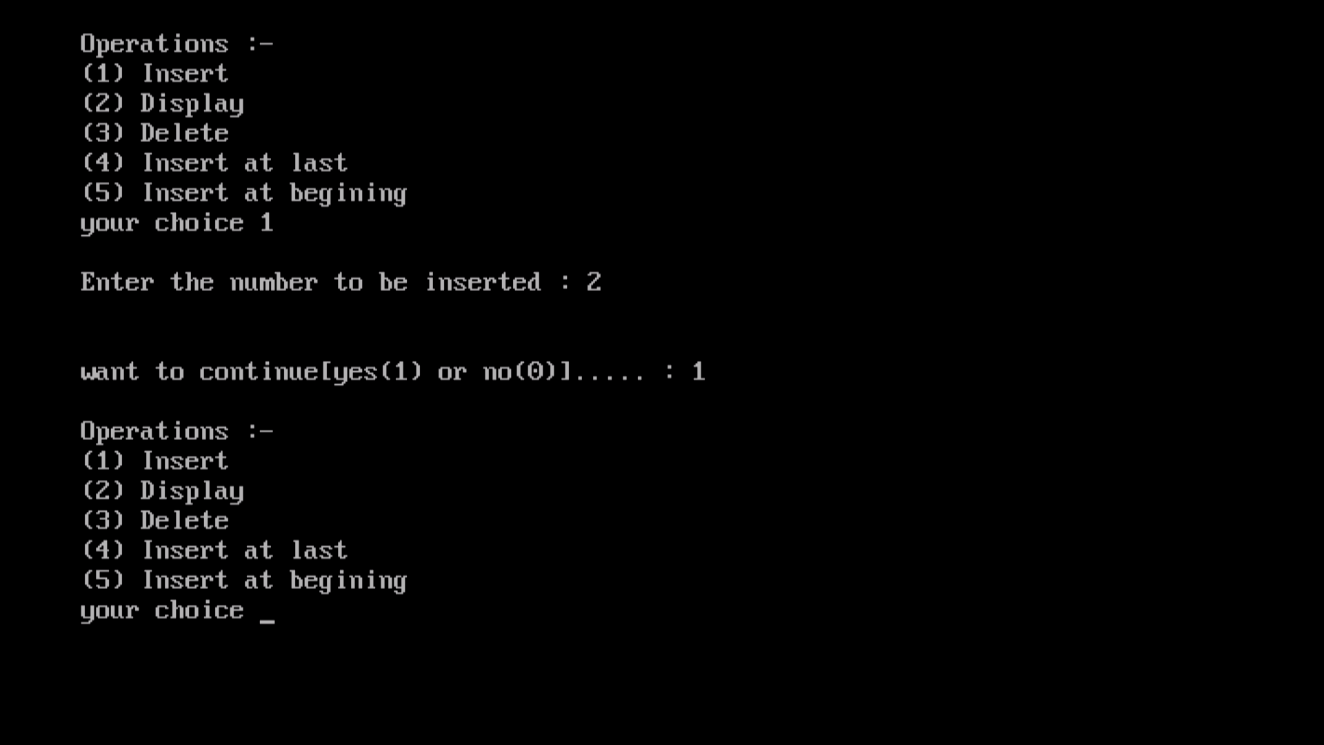 Operations :-
(1) Insert
(2) Display
(3) Delete
(4) Insert at last
(5) Insert at begining
your choice 1
Enter the number to be inserted : 2
want to continue[yes(1) or no(0)]..... : 1
Operations :-
(1) Insert
(2) Display
(3) Delete
(4) Insert at last
(5) Insert at begining
your choice _